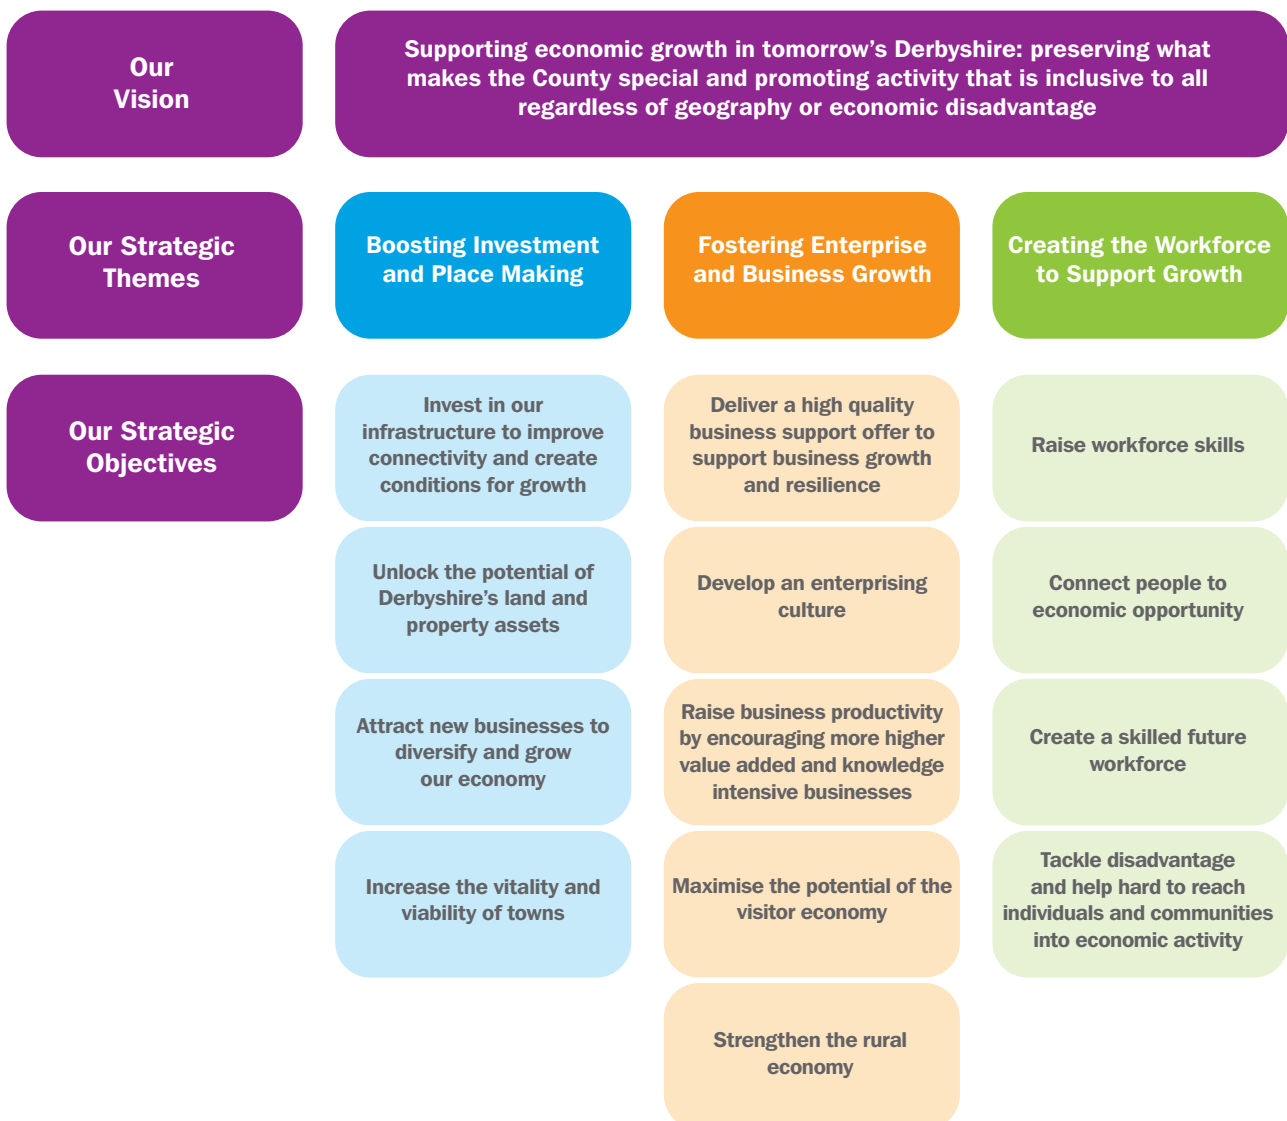 Our
Vision
Supporting economic growth in tomorrow's Derbyshire: preserving what
makes the County special and promoting activity that is inclusive to all
regardless of geography or economic disadvantage
Our Strategic
Themes
Boosting Investment
and Place Making
Fostering Enterprise
and Business Growth
Creating the Workforce
to Support Growth
Our Strategic
Objectives
Invest in our
infrastructure to improve
connectivity and create
conditions for growth
Deliver a high quality
business support offer to
support business growth
and resilience
Raise workforce skills
Unlock the potential of
Derbyshire's land and
property assets
Develop an enterprising
culture
Connect people to
economic opportunity
Attract new businesses to
diversify and grow
our economy
Raise business productivity
by encouraging more higher
value added and knowledge
intensive businesses
Create a skilled future
workforce
Increase the vitality and
viability of towns
Maximise the potential of the
visitor economy
Tackle disadvantage
and help hard to reach
individuals and communities
into economic activity
Strengthen the rural
economy